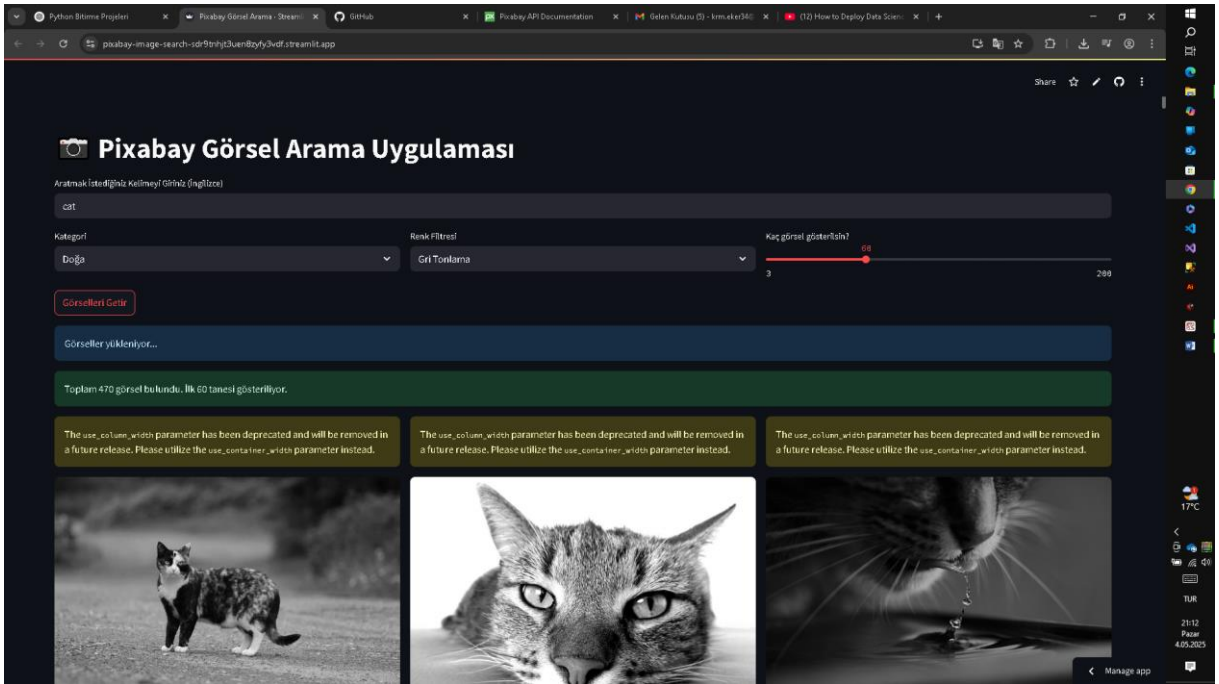 Python Bitirme Projeleri
Pixabay Görsel Arama - Streamli
GitHub
Pixabay API Documentation
Gelen Kutusu (5) - krm.eker34
(12) How to Deploy Data Scien
pixabay-image-search-sdr9tnhjt3uen8zyfy3vdf.streamlit.app
Share
Pixabay Görsel Arama Uygulaması
Aratmak İstediğiniz Kelimeyi Giriniz (İngilizce)
cat
Kategori
Renk Filtresi
Kaç görsel gösterilsin?
Doğa
Gri Tonlama
60
3
200
Görselleri Getir
Görseller yükleniyor...
Toplam 470 görsel bulundu. İlk 60 tanesi gösteriliyor.
The use_column_width parameter has been deprecated and will be removed in
a future release. Please utilize the use_container_width parameter instead.
The use_column_width parameter has been deprecated and will be removed in
a future release. Please utilize the use_container_width parameter instead.
The use_column_width parameter has been deprecated and will be removed in
a future release. Please utilize the use_container_width parameter instead.
Manage app
17°C
TUR
21:12
Pazar
4.05.2025